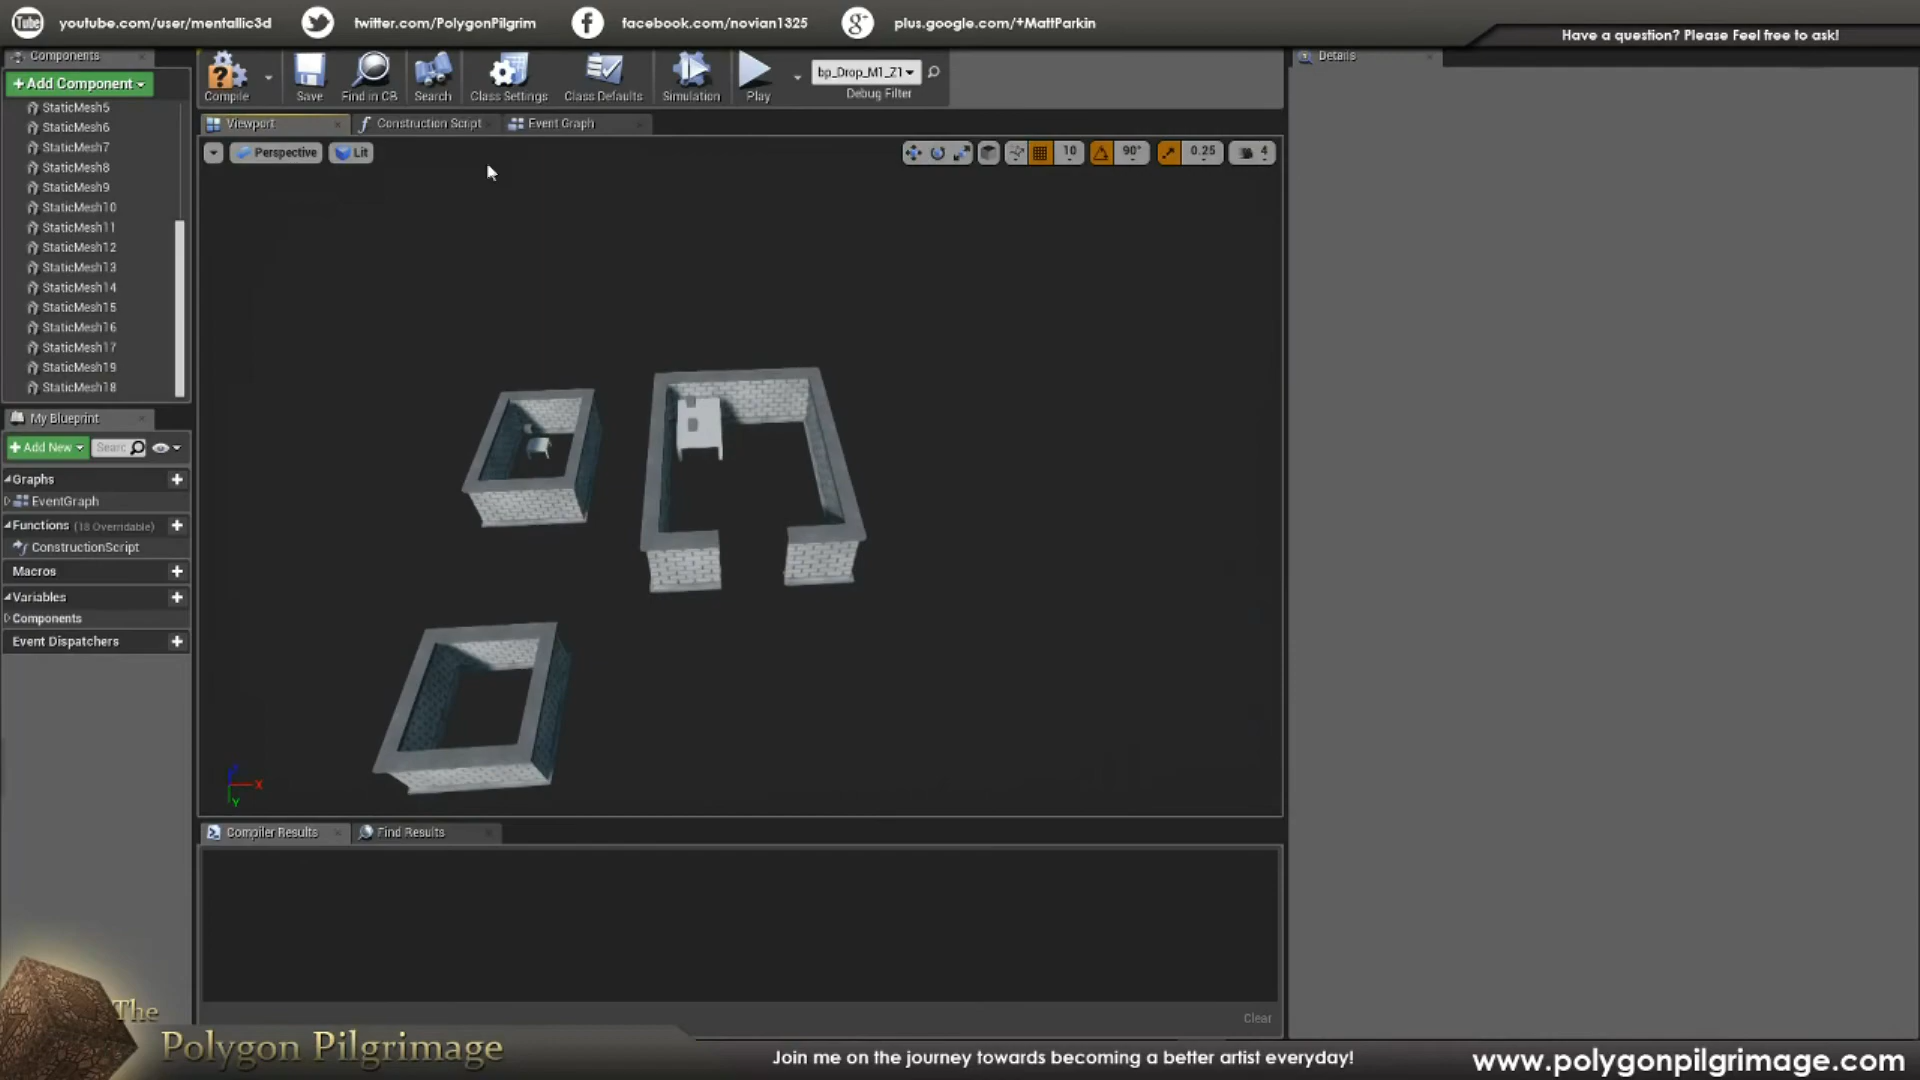 You Tube youtube.com/user/mentallic3d twitter.com/PolygonPilgrim f facebook.com/novian1325 g+ plus.google.com/+MattParkin
Have a question? Please Feel free to ask!
Components
Details
+Add Component
Compile Save Find in CB Search Class Settings Class Defaults Simulation Play bp_Drop_M1_Z1
Debug Filter
StaticMesh5
StaticMesh6
StaticMesh7
StaticMesh8
StaticMesh9
StaticMesh10
StaticMesh11
StaticMesh12
StaticMesh13
StaticMesh14
StaticMesh15
StaticMesh16
StaticMesh17
StaticMesh19
StaticMesh18
Viewport Construction Script Event Graph
Perspective Lit 10 90° 0.25 4
My Blueprint
+Add New Searc
Graphs
EventGraph
Functions (18 Overridable)
ConstructionScript
Macros
Variables
Components
Event Dispatchers
X
Y
Compiler Results Find Results
Clear
The
Polygon Pilgrimage
Join me on the journey towards becoming a better artist everyday!
www.polygonpilgrimage.com